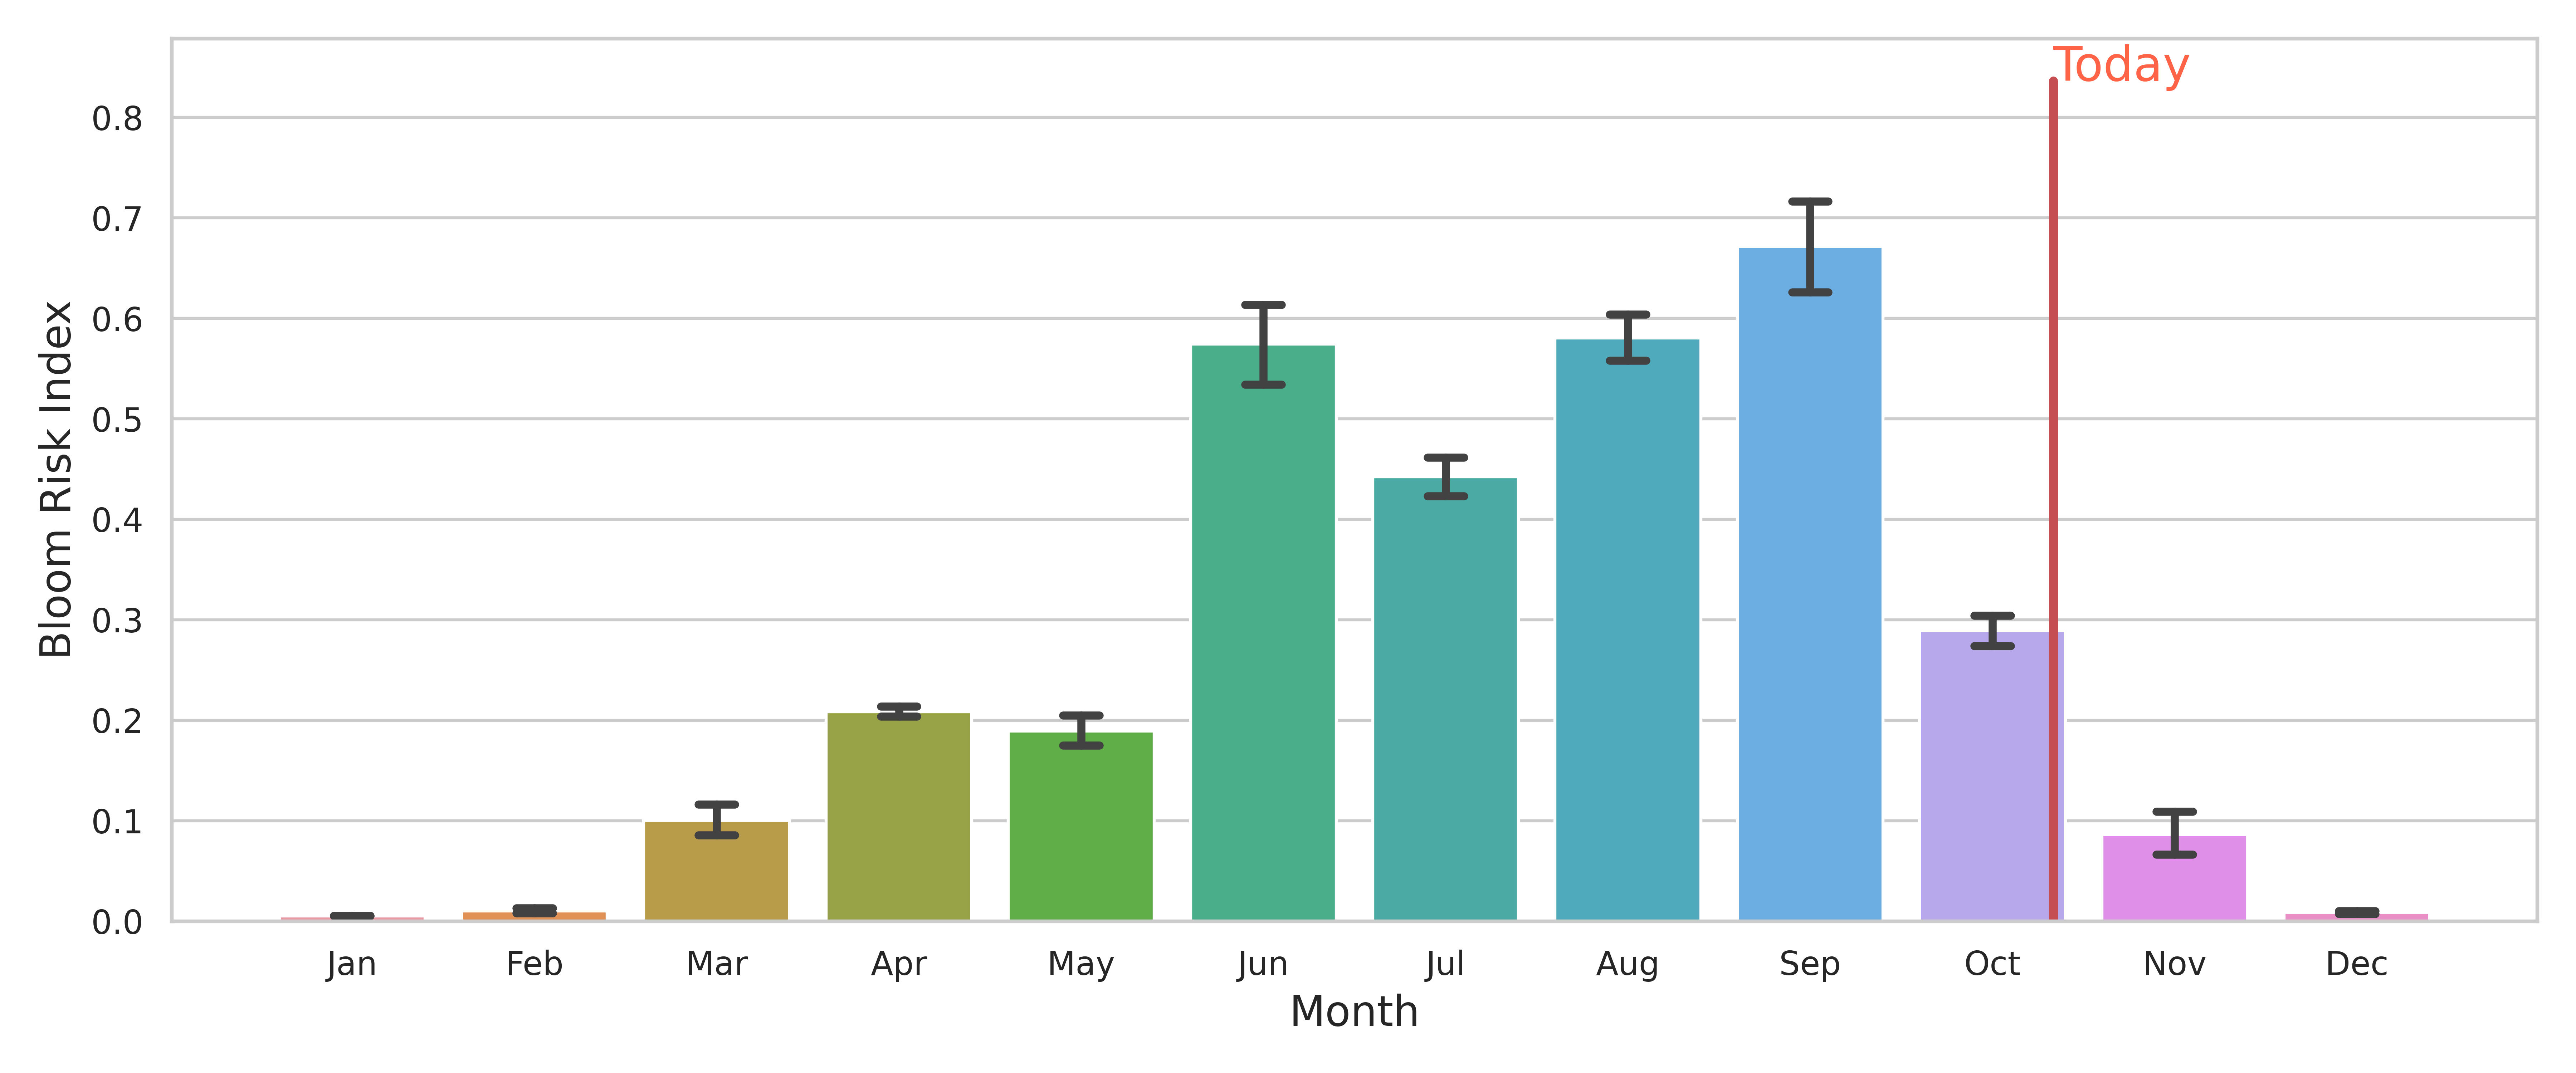 Today
Bloom Risk Index
0.8
0.7
0.6
0.5
0.4
0.3
0.2
0.1
0.0
Jan Feb Mar Apr May Jun Jul Aug Sep Oct Nov Dec
Month